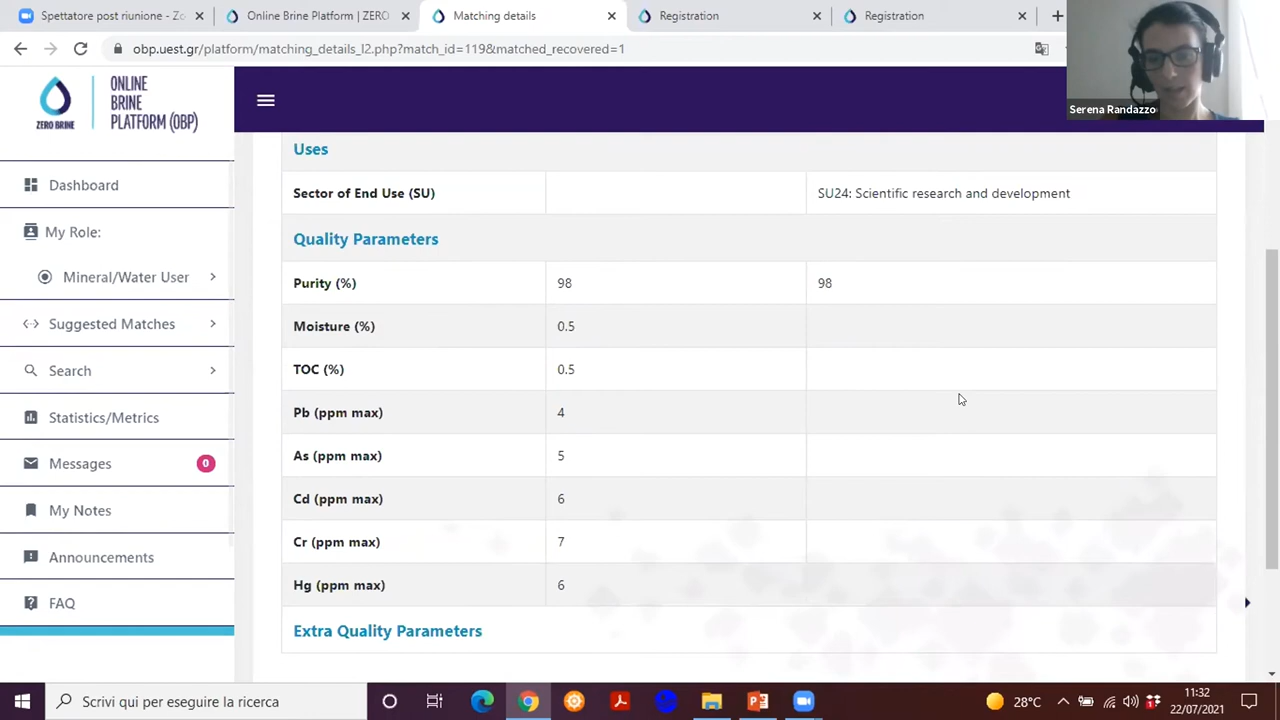 Spettatore post riunione - Zo
Online Brine Platform | ZERO
Matching details
Registration
Registration
obp.uest.gr/platform/matching_details_l2.php?match_id=119&matched_recovered=1
Serena Randazzo
ZERO BRINE
ONLINE
BRINE
PLATFORM (OBP)
Dashboard
My Role:
Mineral/Water User
Suggested Matches
Search
Statistics/Metrics
Messages 0
My Notes
Announcements
FAQ
Uses
Sector of End Use (SU) SU24: Scientific research and development
Quality Parameters
Purity (%) 98 98
Moisture (%) 0.5
TOC (%) 0.5
Pb (ppm max) 4
As (ppm max) 5
Cd (ppm max) 6
Cr (ppm max) 7
Hg (ppm max) 6
Extra Quality Parameters
Scrivi qui per eseguire la ricerca
28°C
11:32
22/07/2021